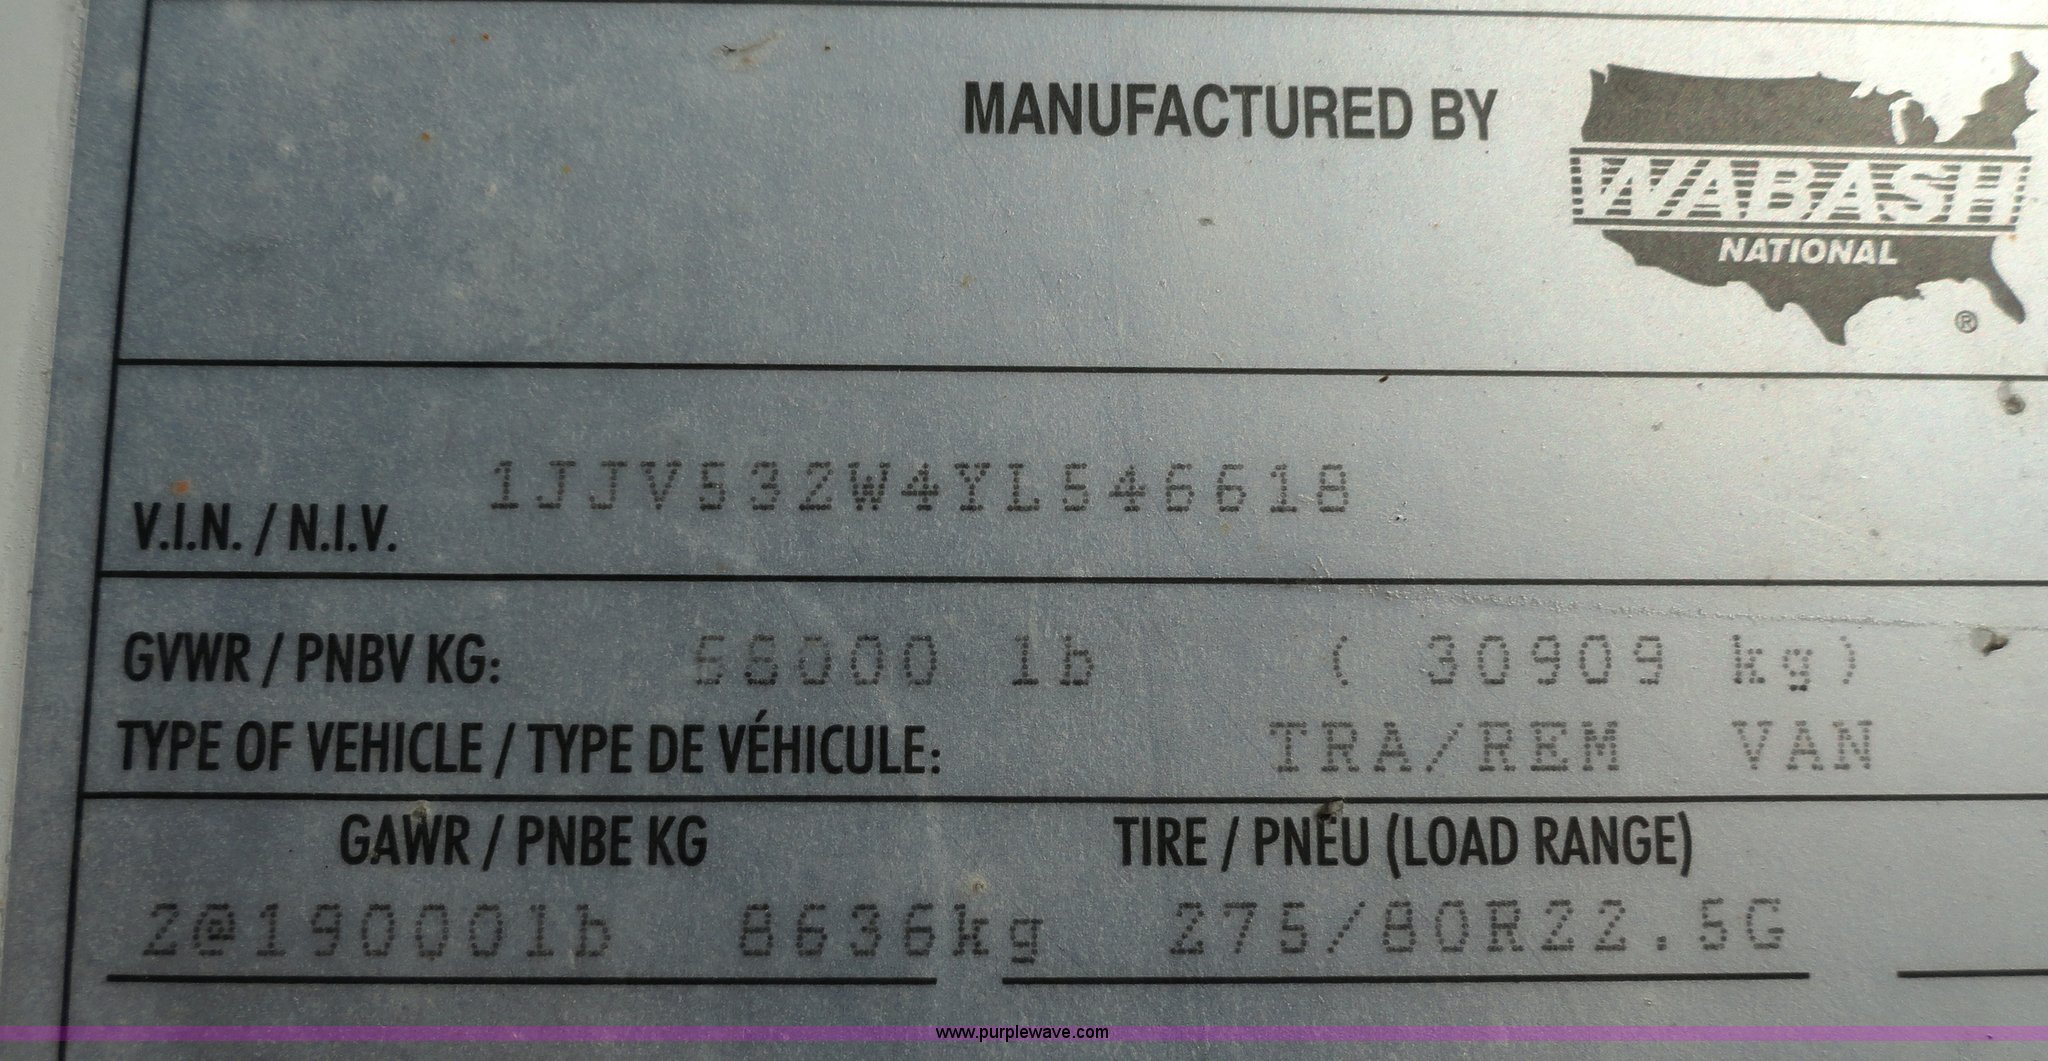 MANUFACTURED BY
WABASH
NATIONAL
®
V.I.N. / N.I.V. 1JJV532W4YL546618
GVWR / PNBV KG: 68000 lb ( 30909 kg)
TYPE OF VEHICLE / TYPE DE VÉHICULE: TRA/REM VAN
GAWR / PNBE KG TIRE / PNEU (LOAD RANGE)
2@19000lb 8636kg 275/80R22.5G
www.purplewave.com